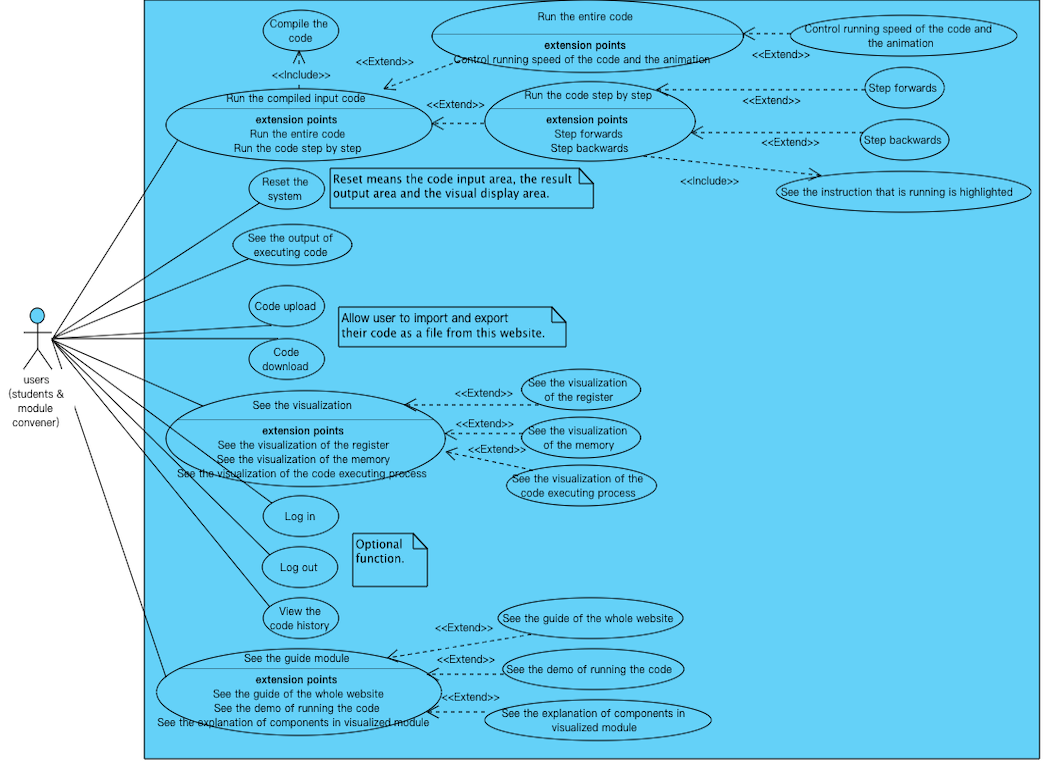 Compile the
code
Run the entire code
extension points
Control running speed of the code and the animation
Control running speed of the code and
the animation
<<Extend>>
<<Extend>>
<<Include>>
Run the compiled input code
extension points
Run the entire code
Run the code step by step
<<Extend>>
Run the code step by step
extension points
Step forwards
Step backwards
Step forwards
<<Extend>>
Step backwards
<<Extend>>
<<Include>>
See the instruction that is running is highlighted
Reset the
system
Reset means the code input area, the result
output area and the visual display area.
See the output of
executing code
Code upload
Allow user to import and export
their code as a file from this website.
Code
download
users
(students &
module
convener)
See the visualization
extension points
See the visualization of the register
See the visualization of the memory
See the visualization of the code executing process
<<Extend>>
See the visualization
of the register
<<Extend>>
See the visualization
of the memory
<<Extend>>
See the visualization of the
code executing process
Log in
Optional
function.
Log out
View the
code history
See the guide module
extension points
See the guide of the whole website
See the demo of running the code
See the explanation of components in visualized module
<<Extend>>
See the guide of the whole website
<<Extend>>
See the demo of running the code
<<Extend>>
See the explanation of components in
visualized module